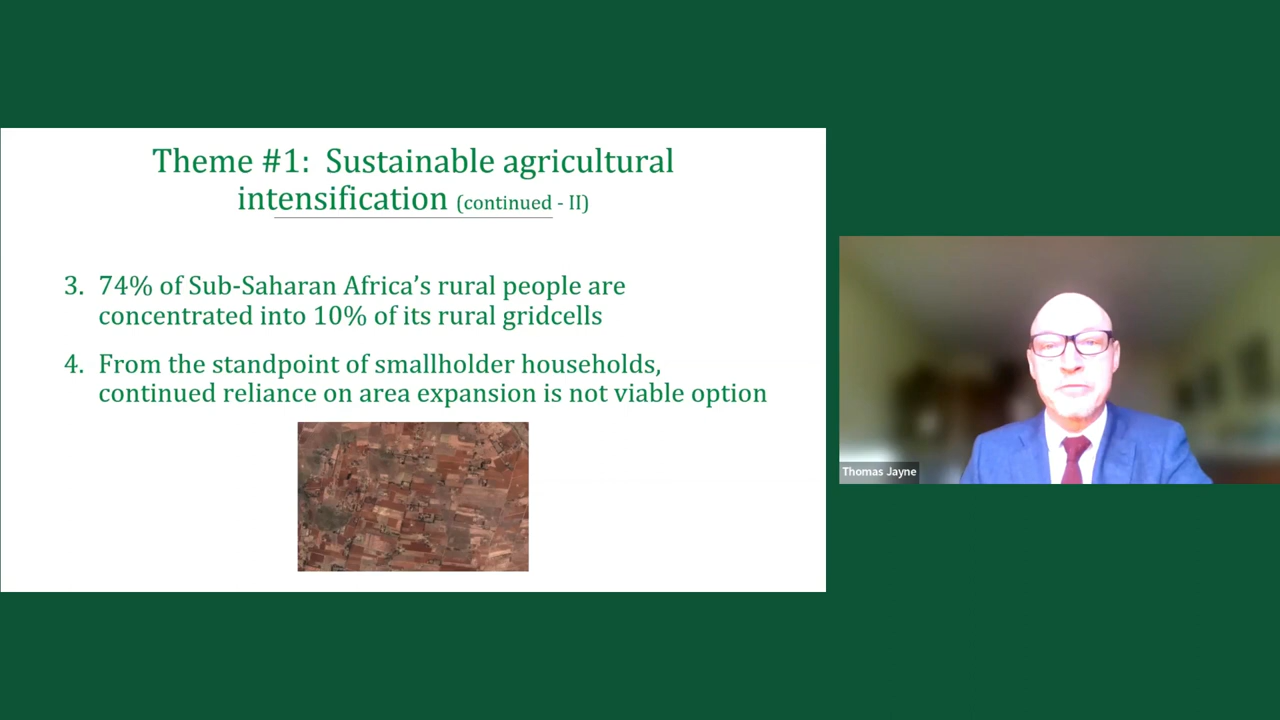 Theme #1: Sustainable agricultural
intensification (continued - II)
3. 74% of Sub-Saharan Africa's rural people are
concentrated into 10% of its rural gridcells
4. From the standpoint of smallholder households,
continued reliance on area expansion is not viable option
Thomas Jayne